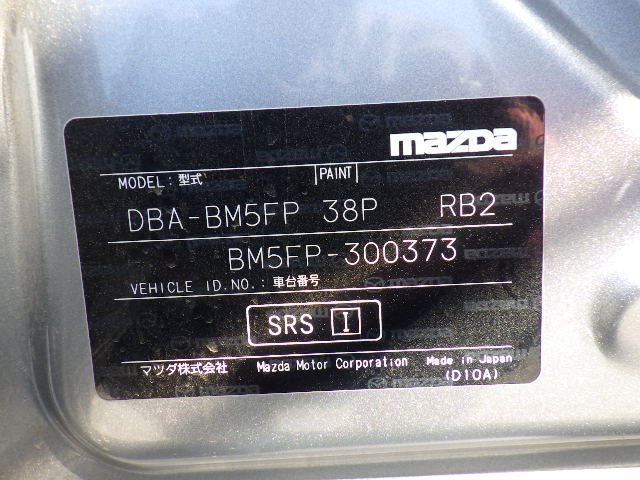 mazda
MODEL: 型式 PAINT
DBA-BM5FP 38P RB2
BM5FP-300373
VEHICLE ID.NO.: 車台番号
SRS I
マツダ株式会社 Mazda Motor Corporation Made in Japan
(D10A)